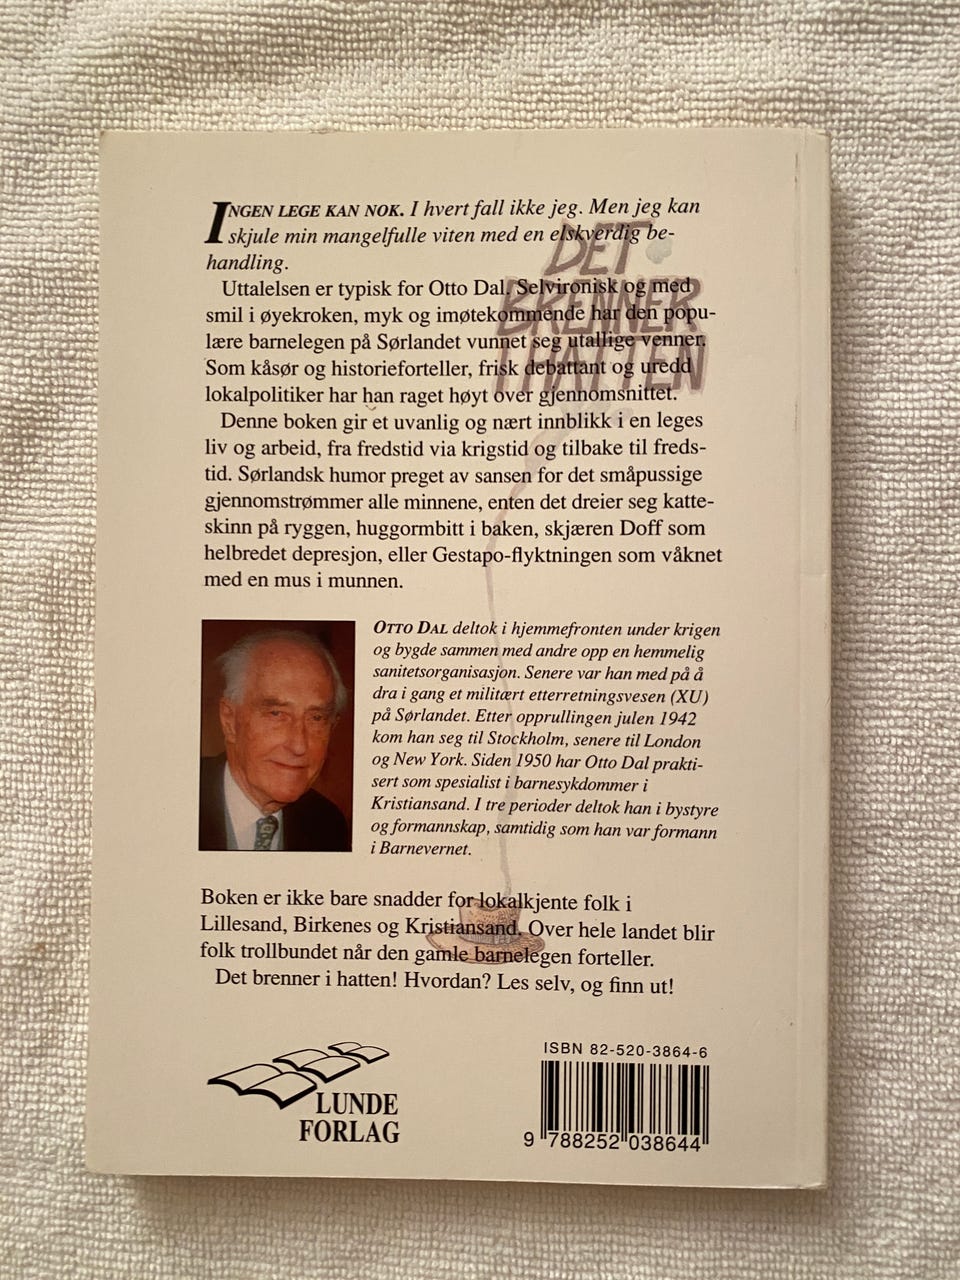 INGEN LEGE KAN NOK. I hvert fall ikke jeg. Men jeg kan
skjule min mangelfulle viten med en elskverdig be-
handling.
Uttalelsen er typisk for Otto Dal. Selvironisk og med
smil i øyekroken, myk og imøtekommende har den popu-
lære barnelegen på Sørlandet vunnet seg utallige venner.
Som kåsør og historieforteller, frisk debattant og uredd
lokalpolitiker har han raget høyt over gjennomsnittet.
Denne boken gir et uvanlig og nært innblikk i en leges
liv og arbeid, fra fredstid via krigstid og tilbake til freds-
tid. Sørlandsk humor preget av sansen for det småpussige
gjennomstrømmer alle minnene, enten det dreier seg katte-
skinn på ryggen, huggormbitt i baken, skjæren Doff som
helbredet depresjon, eller Gestapo-flyktningen som våknet
med en mus i munnen.
DET
BRENNER
I HATTEN
OTTO DAL deltok i hjemmefronten under krigen
og bygde sammen med andre opp en hemmelig
sanitetsorganisasjon. Senere var han med på å
dra i gang et militært etterretningsvesen (XU)
på Sørlandet. Etter opprullingen julen 1942
kom han seg til Stockholm, senere til London
og New York. Siden 1950 har Otto Dal prakti-
sert som spesialist i barnesykdommer i
Kristiansand. I tre perioder deltok han i bystyre
og formannskap, samtidig som han var formann
i Barnevernet.
Boken er ikke bare snadder for lokalkjente folk i
Lillesand, Birkenes og Kristiansand. Over hele landet blir
folk trollbundet når den gamle barnelegen forteller.
Det brenner i hatten! Hvordan? Les selv, og finn ut!
LUNDE
FORLAG
ISBN 82-520-3864-6
9 788252 038644